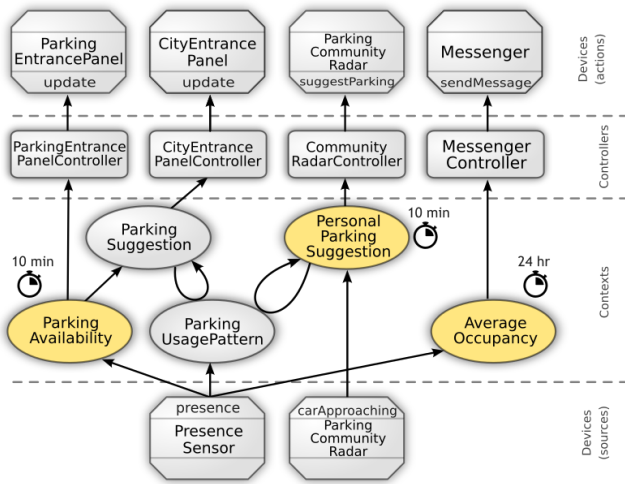 Parking
EntrancePanel
update
CityEntrance
Panel
update
Parking
Community
Radar
suggestParking
Messenger
sendMessage
Devices
(actions)
ParkingEntrance
PanelController
CityEntrance
PanelController
Community
RadarController
Messenger
Controller
Controllers
Parking
Suggestion
Personal
Parking
Suggestion
10 min
10 min
24 hr
Parking
Availability
Parking
UsagePattern
Average
Occupancy
Contexts
presence
Presence
Sensor
carApproaching
Parking
Community
Radar
Devices
(sources)